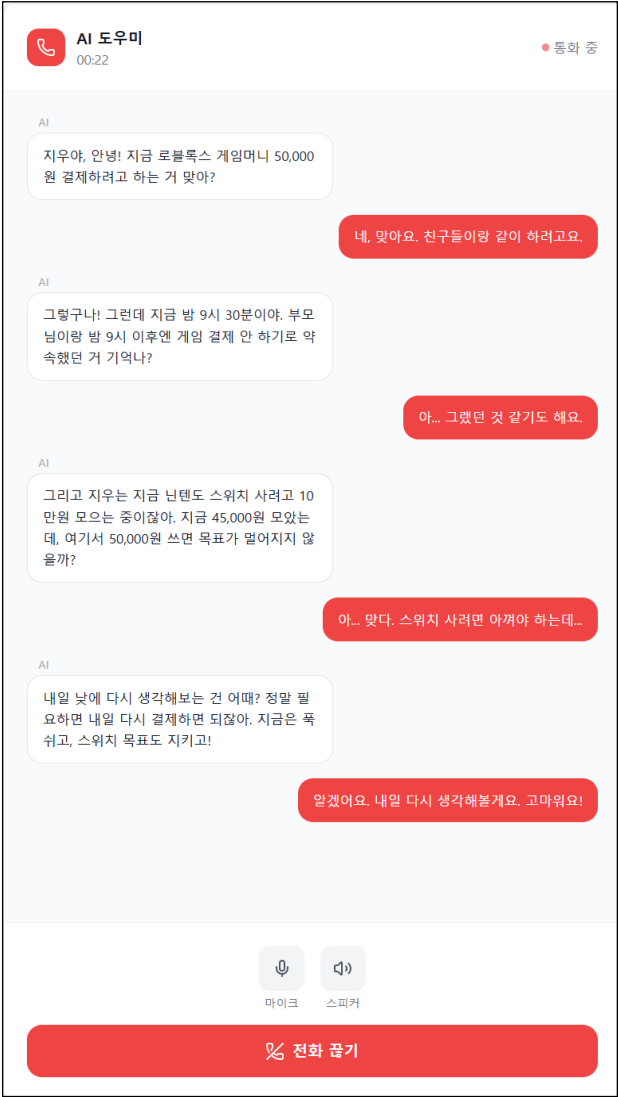 AI 도우미
00:22
통화 중
AI
지우야, 안녕! 지금 로블록스 게임머니 50,000
원 결제하려고 하는 거 맞아?
네, 맞아요. 친구들이랑 같이 하려고요.
AI
그렇구나! 그런데 지금 밤 9시 30분이야. 부모
님이랑 밤 9시 이후엔 게임 결제 안 하기로 약
속했던 거 기억나?
아... 그랬던 것 같기도 해요.
AI
그리고 지우는 지금 닌텐도 스위치 사려고 10
만원 모으는 중이잖아. 지금 45,000원 모았는
데, 여기서 50,000원 쓰면 목표가 멀어지지 않
을까?
아... 맞다. 스위치 사려면 아껴야 하는데...
AI
내일 낮에 다시 생각해보는 건 어때? 정말 필
요하면 내일 다시 결제하면 되잖아. 지금은 푹
쉬고, 스위치 목표도 지키고!
알겠어요. 내일 다시 생각해볼게요. 고마워요!
마이크
스피커
전화 끊기